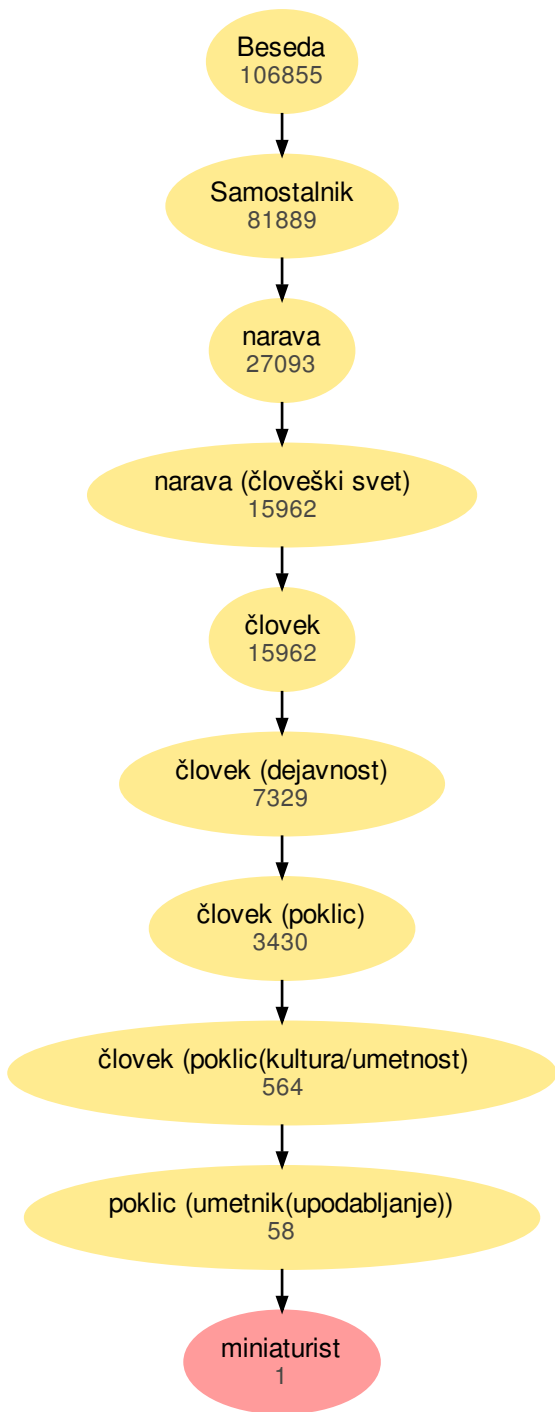 Beseda
106855
Samostalnik
81889
narava
27093
narava (človeški svet)
15962
človek
15962
človek (dejavnost)
7329
človek (poklic)
3430
človek (poklic(kultura/umetnost)
564
poklic (umetnik(upodabljanje))
58
miniaturist
1